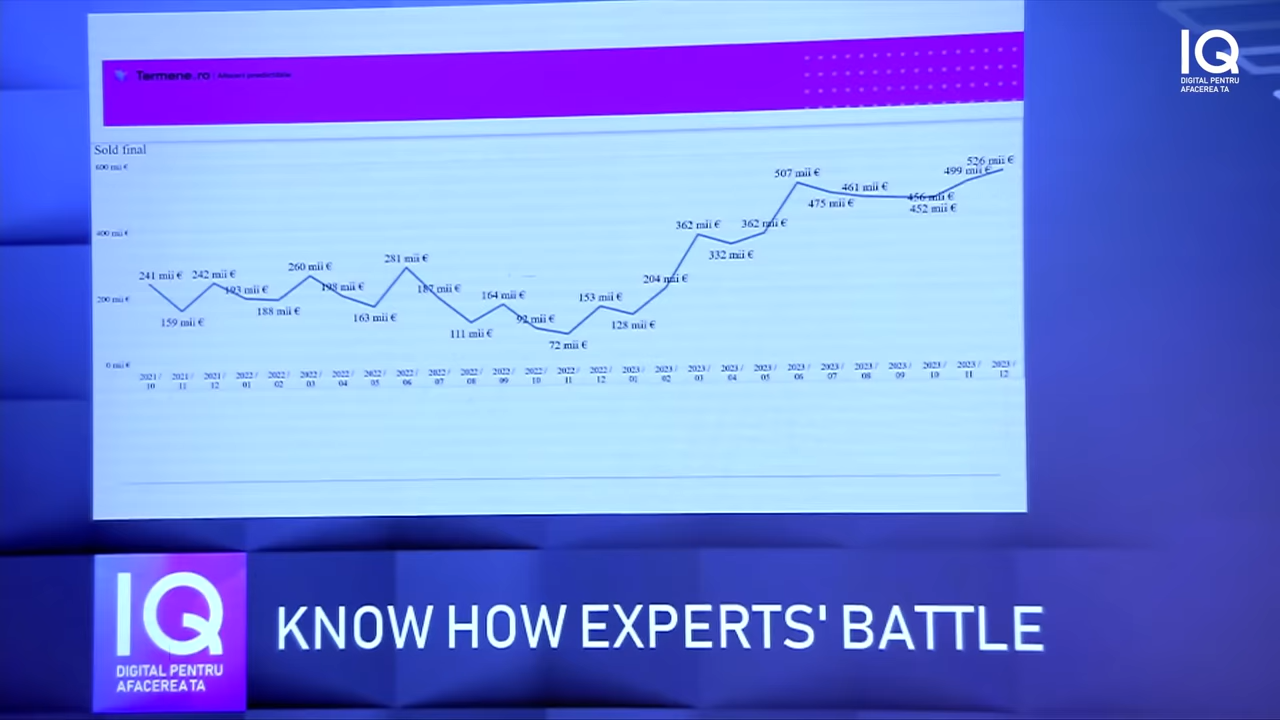 IQ
DIGITAL PENTRU
AFACEREA TA
Termene.ro | Afaceri predictibile
Sold final
600 mii €
400 mii €
200 mii €
0 mii €
241 mii €
159 mii €
242 mii €
193 mii €
188 mii €
260 mii €
198 mii €
163 mii €
281 mii €
187 mii €
111 mii €
164 mii €
92 mii €
72 mii €
153 mii €
128 mii €
204 mii €
362 mii €
332 mii €
362 mii €
507 mii €
475 mii €
461 mii €
456 mii €
452 mii €
499 mii €
526 mii €
2021 / 2021 / 2021 / 2022 / 2022 / 2022 / 2022 / 2022 / 2022 / 2022 / 2022 / 2022 / 2022 / 2022 / 2022 / 2023 / 2023 / 2023 / 2023 / 2023 / 2023 / 2023 / 2023 / 2023 / 2023 / 2023 / 2023 /
10 11 12 01 02 03 04 05 06 07 08 09 10 11 12 01 02 03 04 05 06 07 08 09 10 11 12
IQ
DIGITAL PENTRU
AFACEREA TA
KNOW HOW EXPERTS' BATTLE